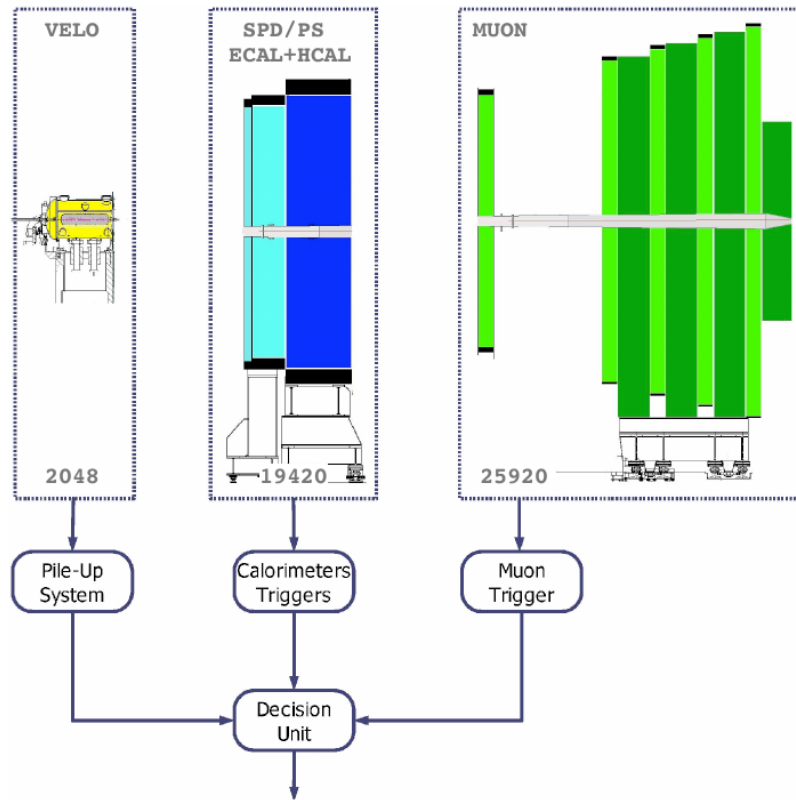 VELO
SPD/PS
ECAL+HCAL
MUON
2048
19420
25920
Pile-Up
System
Calorimeters
Triggers
Muon
Trigger
Decision
Unit